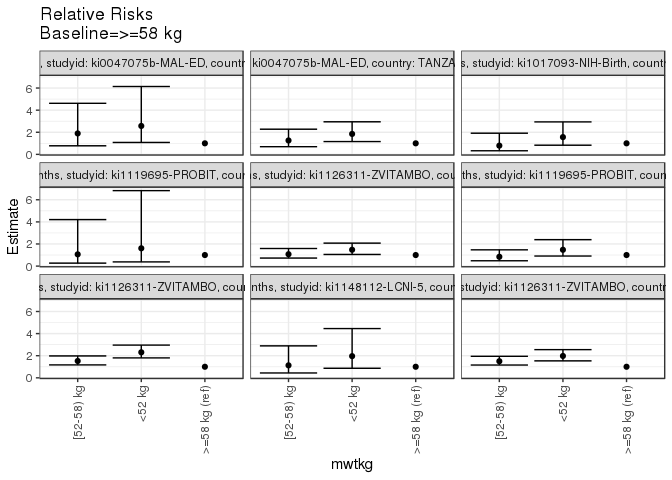 Relative Risks
Baseline=>=58 kg
, studyid: ki0047075b-MAL-ED, countr
ki0047075b-MAL-ED, country: TANZA
s, studyid: ki1017093-NIH-Birth, count
nths, studyid: ki1119695-PROBIT, coun
s, studyid: ki1126311-ZVITAMBO, cou
ths, studyid: ki1119695-PROBIT, coun
s, studyid: ki1126311-ZVITAMBO, coun
nths, studyid: ki1148112-LCNI-5, count
studyid: ki1126311-ZVITAMBO, countr
Estimate
6
4
2
0
6
4
2
0
6
4
2
0
[52-58) kg
<52 kg
>=58 kg (ref)
[52-58) kg
<52 kg
>=58 kg (ref)
[52-58) kg
<52 kg
>=58 kg (ref)
mwtkg